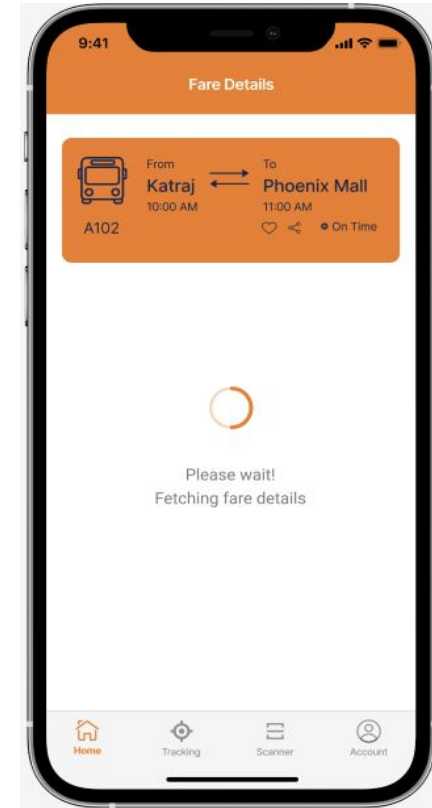 9:41
Fare Details
From
To
Katraj
Phoenix Mall
10:00 AM
11:00 AM
A102
On Time
Please wait!
Fetching fare details
Home
Tracking
Scanner
Account